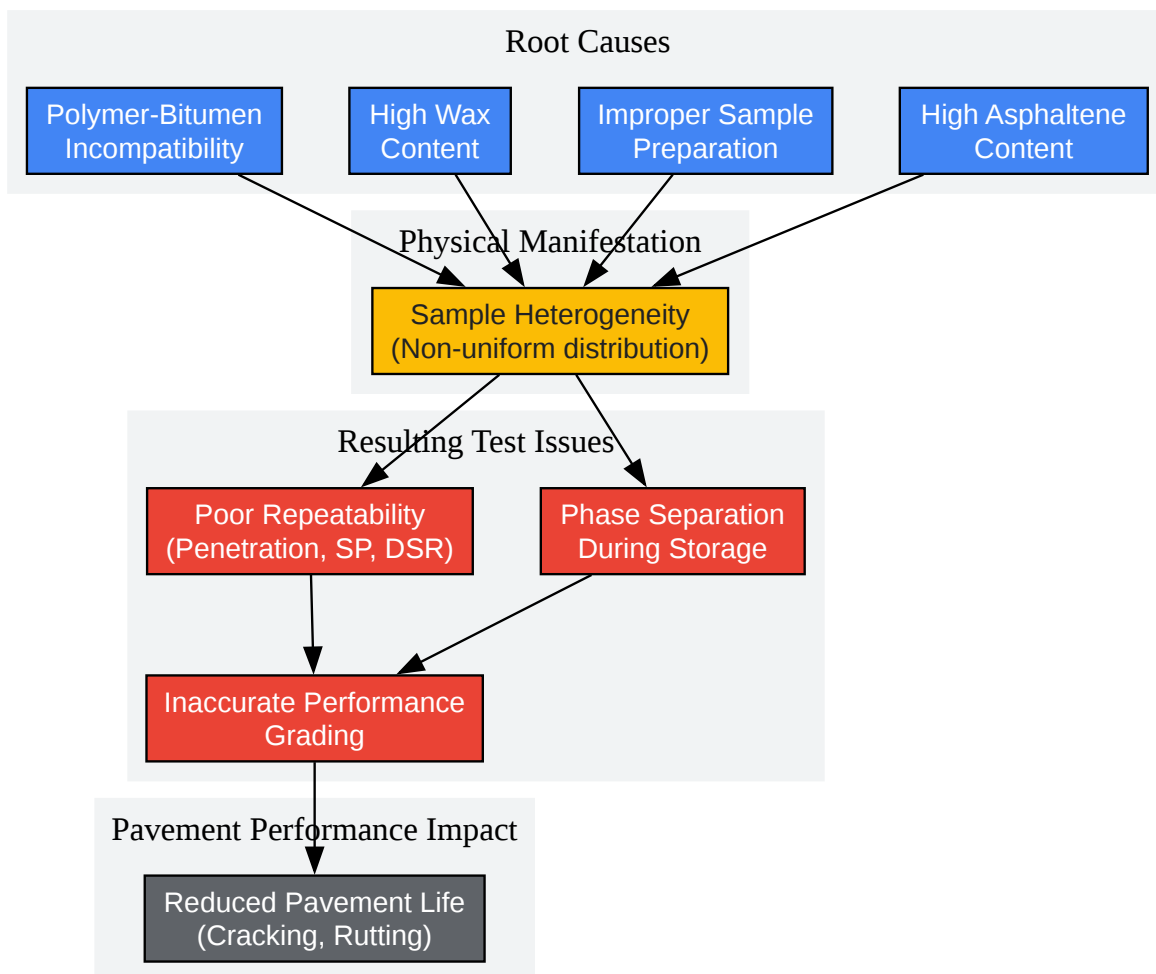 Root Causes
Polymer-Bitumen
Incompatibility
High Wax
Content
Improper Sample
Preparation
High Asphaltene
Content
Physical Manifestation
Sample Heterogeneity
(Non-uniform distribution)
Resulting Test Issues
Poor Repeatability
(Penetration, SP, DSR)
Phase Separation
During Storage
Inaccurate Performance
Grading
Pavement Performance Impact
Reduced Pavement Life
(Cracking, Rutting)